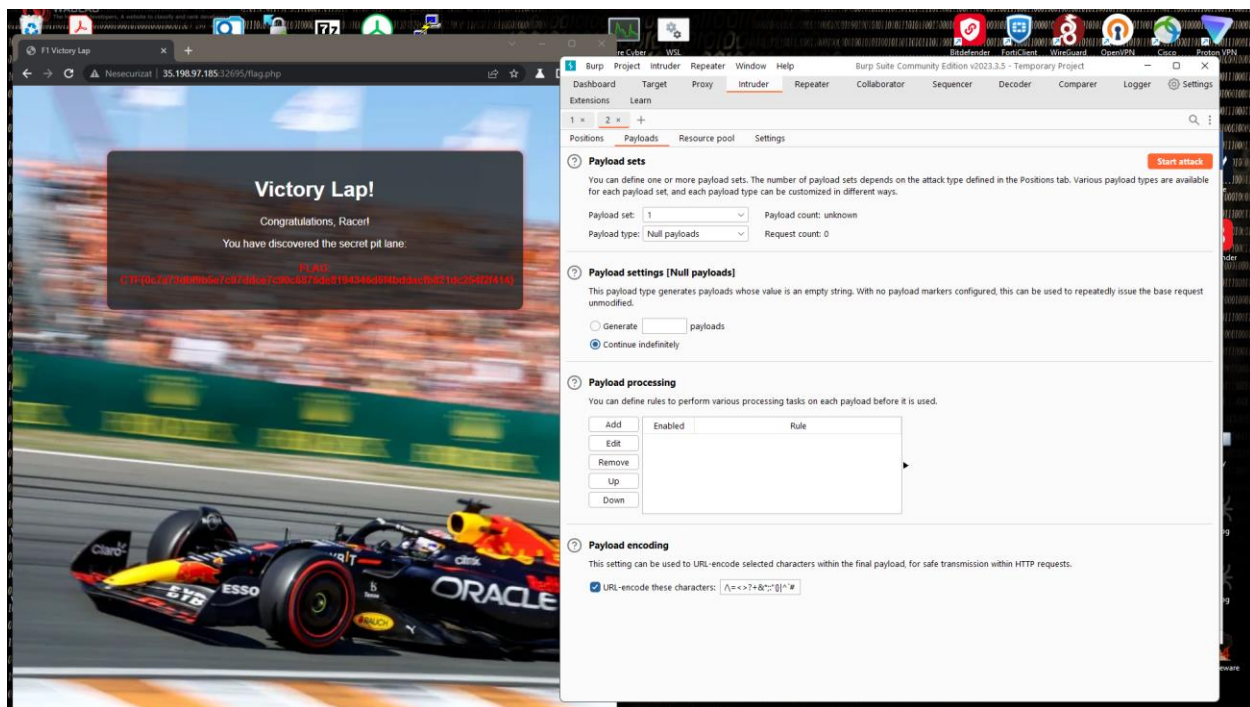 F1 Victory Lap
Nesecurizat | 35.198.97.185:32695/flag.php
Victory Lap!
Congratulations, Racer!
You have discovered the secret pit lane:
FLAG:
Claro
ESSO
citrix
ORACLE
RAUCH
re Cyber
WSL
Bitdefender
FortiClient
WireGuard
OpenVPN
Cisco
Proton VPN
Burp Project Intruder Repeater Window Help
Burp Suite Community Edition v2023.3.5 - Temporary Project
Dashboard Target Proxy Intruder Repeater Collaborator Sequencer Decoder Comparer Logger Settings
Extensions Learn
1 × 2 × +
Positions Payloads Resource pool Settings
Payload sets
Start attack
You can define one or more payload sets. The number of payload sets depends on the attack type defined in the Positions tab. Various payload types are available
for each payload set, and each payload type can be customized in different ways.
Payload set: 1 Payload count: unknown
Payload type: Null payloads Request count: 0
Payload settings [Null payloads]
This payload type generates payloads whose value is an empty string. With no payload markers configured, this can be used to repeatedly issue the base request
unmodified.
Generate payloads
Continue indefinitely
Payload processing
You can define rules to perform various processing tasks on each payload before it is used.
Add
Enabled Rule
Edit
Remove
Up
Down
Payload encoding
This setting can be used to URL-encode selected characters within the final payload, for safe transmission within HTTP requests.
URL-encode these characters: